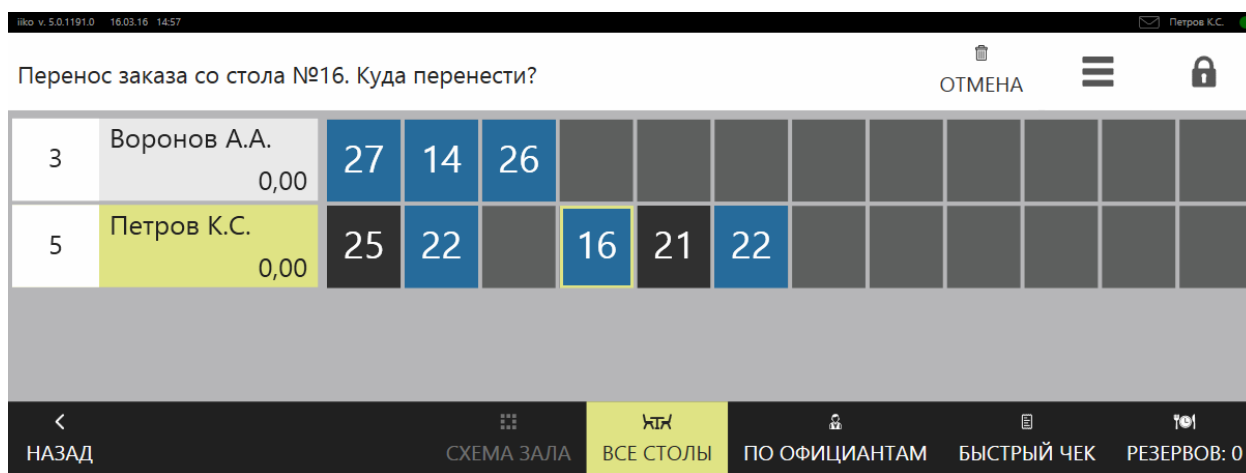 iiko v. 5.0.1191.0 16.03.16 14:57 Петров К.С.
Перенос заказа со стола №16. Куда перенести?
ОТМЕНА
3 Воронов А.А. 27 14 26
0,00
5 Петров К.С. 25 22 16 21 22
0,00
НАЗАД СХЕМА ЗАЛА ВСЕ СТОЛЫ ПО ОФИЦИАНТАМ БЫСТРЫЙ ЧЕК РЕЗЕРВОВ: 0